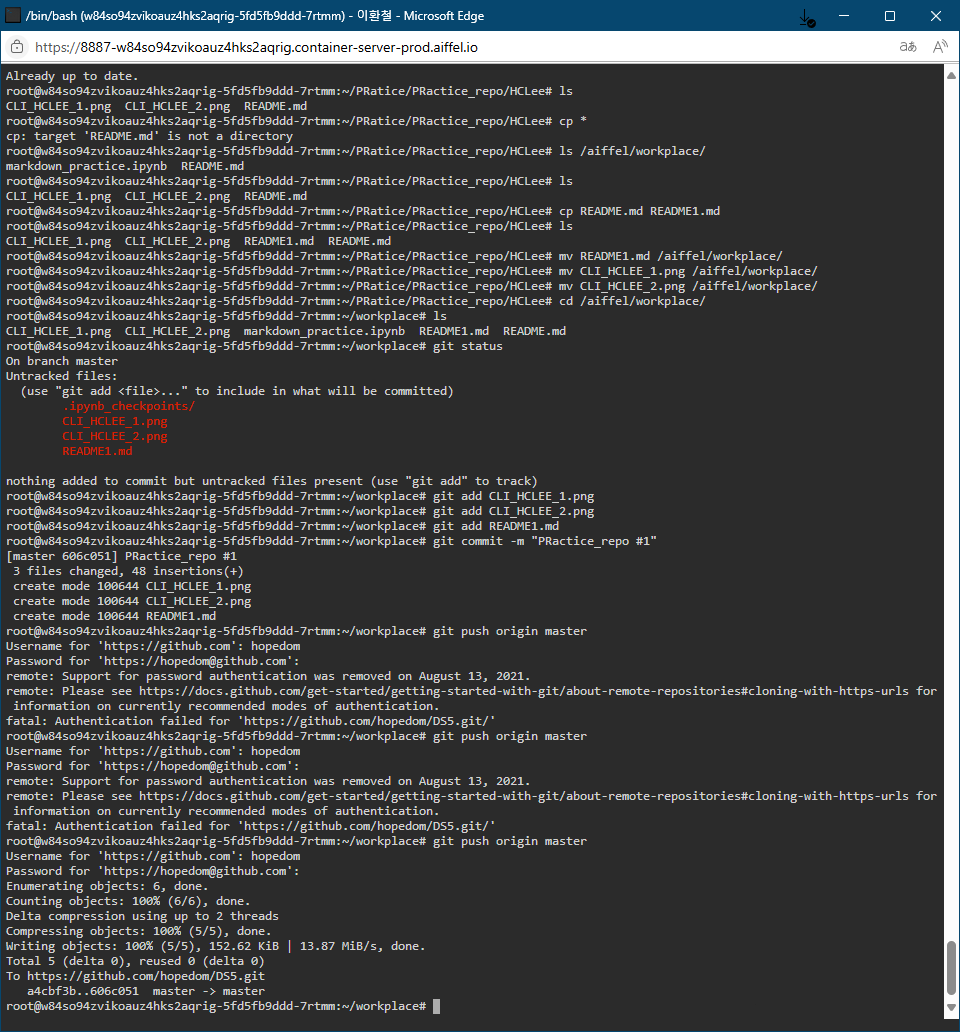 /bin/bash (w84so94zvikoauz4hks2aqrig-5fd5fb9ddd-7rtmm) - 이환철 - Microsoft Edge
https://8887-w84so94zvikoauz4hks2aqrig.container-server-prod.aiffel.io
aあ A
Already up to date.
root@w84so94zvikoauz4hks2aqrig-5fd5fb9ddd-7rtmm:~/PRatice/PRactice_repo/HCLee# ls
CLI_HCLEE_1.png  CLI_HCLEE_2.png  README.md
root@w84so94zvikoauz4hks2aqrig-5fd5fb9ddd-7rtmm:~/PRatice/PRactice_repo/HCLee# cp *
cp: target 'README.md' is not a directory
root@w84so94zvikoauz4hks2aqrig-5fd5fb9ddd-7rtmm:~/PRatice/PRactice_repo/HCLee# ls /aiffel/workplace/
markdown_practice.ipynb  README.md
root@w84so94zvikoauz4hks2aqrig-5fd5fb9ddd-7rtmm:~/PRatice/PRactice_repo/HCLee# ls
CLI_HCLEE_1.png  CLI_HCLEE_2.png  README.md
root@w84so94zvikoauz4hks2aqrig-5fd5fb9ddd-7rtmm:~/PRatice/PRactice_repo/HCLee# cp README.md README1.md
root@w84so94zvikoauz4hks2aqrig-5fd5fb9ddd-7rtmm:~/PRatice/PRactice_repo/HCLee# ls
CLI_HCLEE_1.png  CLI_HCLEE_2.png  README1.md  README.md
root@w84so94zvikoauz4hks2aqrig-5fd5fb9ddd-7rtmm:~/PRatice/PRactice_repo/HCLee# mv README1.md /aiffel/workplace/
root@w84so94zvikoauz4hks2aqrig-5fd5fb9ddd-7rtmm:~/PRatice/PRactice_repo/HCLee# mv CLI_HCLEE_1.png /aiffel/workplace/
root@w84so94zvikoauz4hks2aqrig-5fd5fb9ddd-7rtmm:~/PRatice/PRactice_repo/HCLee# mv CLI_HCLEE_2.png /aiffel/workplace/
root@w84so94zvikoauz4hks2aqrig-5fd5fb9ddd-7rtmm:~/PRatice/PRactice_repo/HCLee# cd /aiffel/workplace/
root@w84so94zvikoauz4hks2aqrig-5fd5fb9ddd-7rtmm:~/workplace# ls
CLI_HCLEE_1.png  CLI_HCLEE_2.png  markdown_practice.ipynb  README1.md  README.md
root@w84so94zvikoauz4hks2aqrig-5fd5fb9ddd-7rtmm:~/workplace# git status
On branch master
Untracked files:
  (use "git add <file>..." to include in what will be committed)
        .ipynb_checkpoints/
        CLI_HCLEE_1.png
        CLI_HCLEE_2.png
        README1.md
nothing added to commit but untracked files present (use "git add" to track)
root@w84so94zvikoauz4hks2aqrig-5fd5fb9ddd-7rtmm:~/workplace# git add CLI_HCLEE_1.png
root@w84so94zvikoauz4hks2aqrig-5fd5fb9ddd-7rtmm:~/workplace# git add CLI_HCLEE_2.png
root@w84so94zvikoauz4hks2aqrig-5fd5fb9ddd-7rtmm:~/workplace# git add README1.md
root@w84so94zvikoauz4hks2aqrig-5fd5fb9ddd-7rtmm:~/workplace# git commit -m "PRactice_repo #1"
[master 606c051] PRactice_repo #1
 3 files changed, 48 insertions(+)
 create mode 100644 CLI_HCLEE_1.png
 create mode 100644 CLI_HCLEE_2.png
 create mode 100644 README1.md
root@w84so94zvikoauz4hks2aqrig-5fd5fb9ddd-7rtmm:~/workplace# git push origin master
Username for 'https://github.com': hopedom
Password for 'https://hopedom@github.com':
remote: Support for password authentication was removed on August 13, 2021.
remote: Please see https://docs.github.com/get-started/getting-started-with-git/about-remote-repositories#cloning-with-https-urls for
 information on currently recommended modes of authentication.
fatal: Authentication failed for 'https://github.com/hopedom/DS5.git/'
root@w84so94zvikoauz4hks2aqrig-5fd5fb9ddd-7rtmm:~/workplace# git push origin master
Username for 'https://github.com': hopedom
Password for 'https://hopedom@github.com':
remote: Support for password authentication was removed on August 13, 2021.
remote: Please see https://docs.github.com/get-started/getting-started-with-git/about-remote-repositories#cloning-with-https-urls for
 information on currently recommended modes of authentication.
fatal: Authentication failed for 'https://github.com/hopedom/DS5.git/'
root@w84so94zvikoauz4hks2aqrig-5fd5fb9ddd-7rtmm:~/workplace# git push origin master
Username for 'https://github.com': hopedom
Password for 'https://hopedom@github.com':
Enumerating objects: 6, done.
Counting objects: 100% (6/6), done.
Delta compression using up to 2 threads
Compressing objects: 100% (5/5), done.
Writing objects: 100% (5/5), 152.62 KiB | 13.87 MiB/s, done.
Total 5 (delta 0), reused 0 (delta 0)
To https://github.com/hopedom/DS5.git
   a4cbf3b..606c051  master -> master
root@w84so94zvikoauz4hks2aqrig-5fd5fb9ddd-7rtmm:~/workplace#